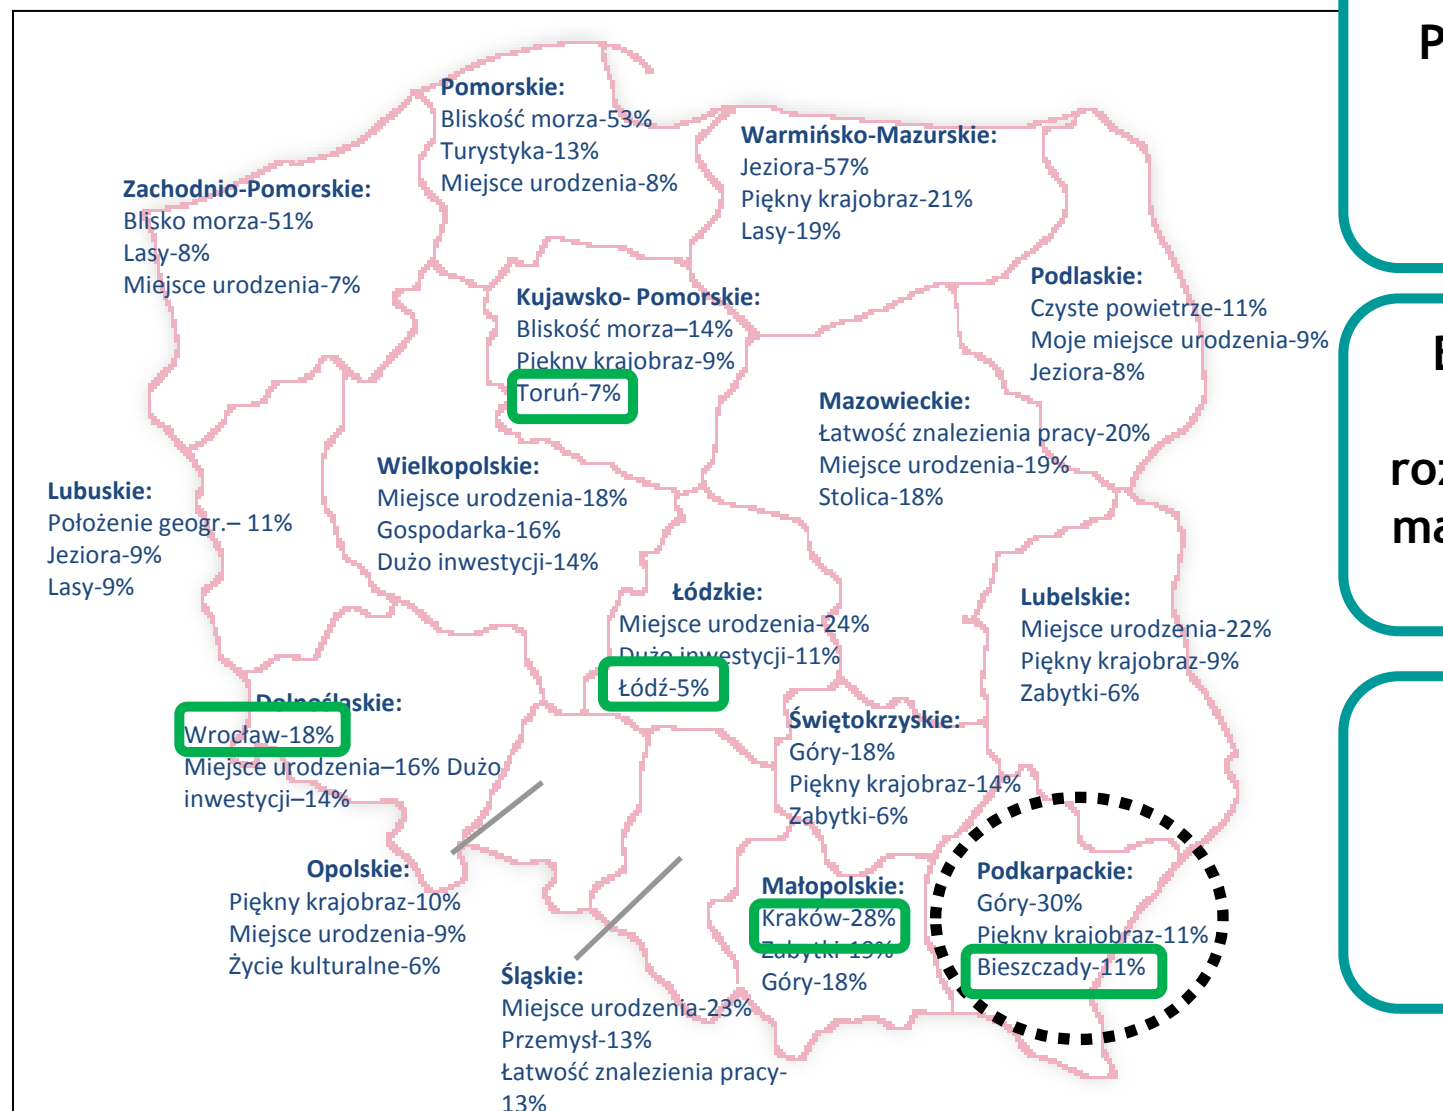 Pomorskie:
Bliskość morza-53%
Turystyka-13%
Miejsce urodzenia-8%
Warmińsko-Mazurskie:
Jeziora-57%
Piękny krajobraz-21%
Lasy-19%
Zachodnio-Pomorskie:
Blisko morza-51%
Lasy-8%
Miejsce urodzenia-7%
Kujawsko- Pomorskie:
Bliskość morza–14%
Piękny krajobraz-9%
Toruń-7%
Podlaskie:
Czyste powietrze-11%
Moje miejsce urodzenia-9%
Jeziora-8%
Mazowieckie:
Łatwość znalezienia pracy-20%
Miejsce urodzenia-19%
Stolica-18%
Wielkopolskie:
Miejsce urodzenia-18%
Gospodarka-16%
Dużo inwestycji-14%
Lubuskie:
Położenie geogr.– 11%
Jeziora-9%
Lasy-9%
Łódzkie:
Miejsce urodzenia-24%
Dużo inwestycji-11%
Łódź-5%
Lubelskie:
Miejsce urodzenia-22%
Piękny krajobraz-9%
Zabytki-6%
Dolnośląskie:
Wrocław-18%
Miejsce urodzenia–16% Dużo
inwestycji–14%
Świętokrzyskie:
Góry-18%
Piękny krajobraz-14%
Zabytki-6%
Opolskie:
Piękny krajobraz-10%
Miejsce urodzenia-9%
Życie kulturalne-6%
Małopolskie:
Kraków-28%
Zabytki-19%
Góry-18%
Podkarpackie:
Góry-30%
Piękny krajobraz-11%
Bieszczady-11%
Śląskie:
Miejsce urodzenia-23%
Przemysł-13%
Łatwość znalezienia pracy-
13%
P
roz
ma